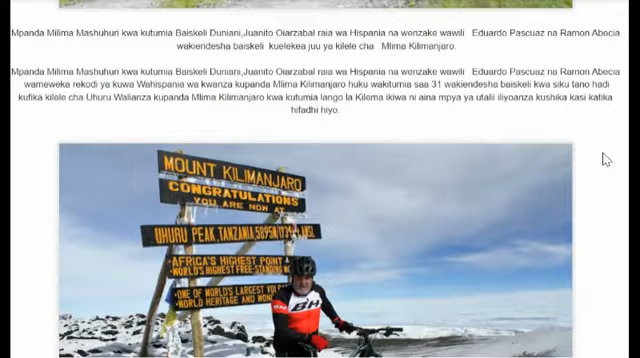 Mpanda Milima Mashuhuri kwa kutumia Baiskeli Duniani,Juanito Oiarzabal raia wa Hispania na wenzake wawili Eduardo Pascuaz na Ramon Abecia
wakiendesha baiskeli kuelekea juu ya kilele cha Mlima Kilimanjaro.
Mpanda Milima Mashuhuri kwa kutumia Baiskeli Duniani,Juanito Oiarzabal raia wa Hispania na wenzake wawili Eduardo Pascuaz na Ramon Abecia
wameweka rekodi ya kuwa Wahispania wa kwanza kupanda Mlima Kilimanjaro huku wakitumia saa 31 wakiendesha baiskeli kwa siku tano hadi
kufika kilele cha Uhuru Walianza kupanda Mlima Kilimanjaro kwa kutumia lango la Kilema ikiwa ni aina mpya ya utalii iliyoanza kushika kasi katika
hifadhi hiyo.
MOUNT KILIMANJARO
CONGRATULATIONS
YOU ARE NOW AT
UHURU PEAK, TANZANIA, 5895M/ AMSL
• AFRICA'S HIGHEST POINT
• WORLD'S HIGHEST FREE-STANDING
• ONE OF WORLD'S LARGEST
• WORLD HERITAGE AND
BH